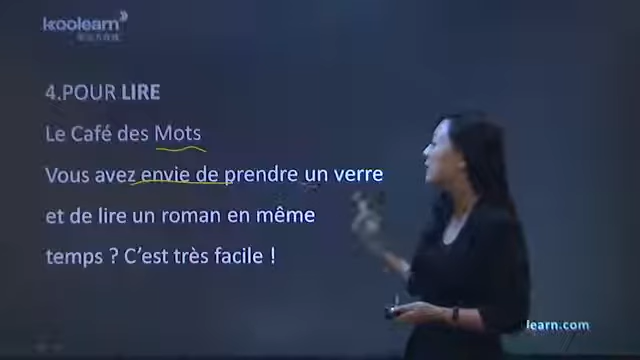 koolearn
4.POUR LIRE
Le Café des Mots
Vous avez envie de prendre un verre
et de lire un roman en même
temps ? C'est très facile !
learn.com